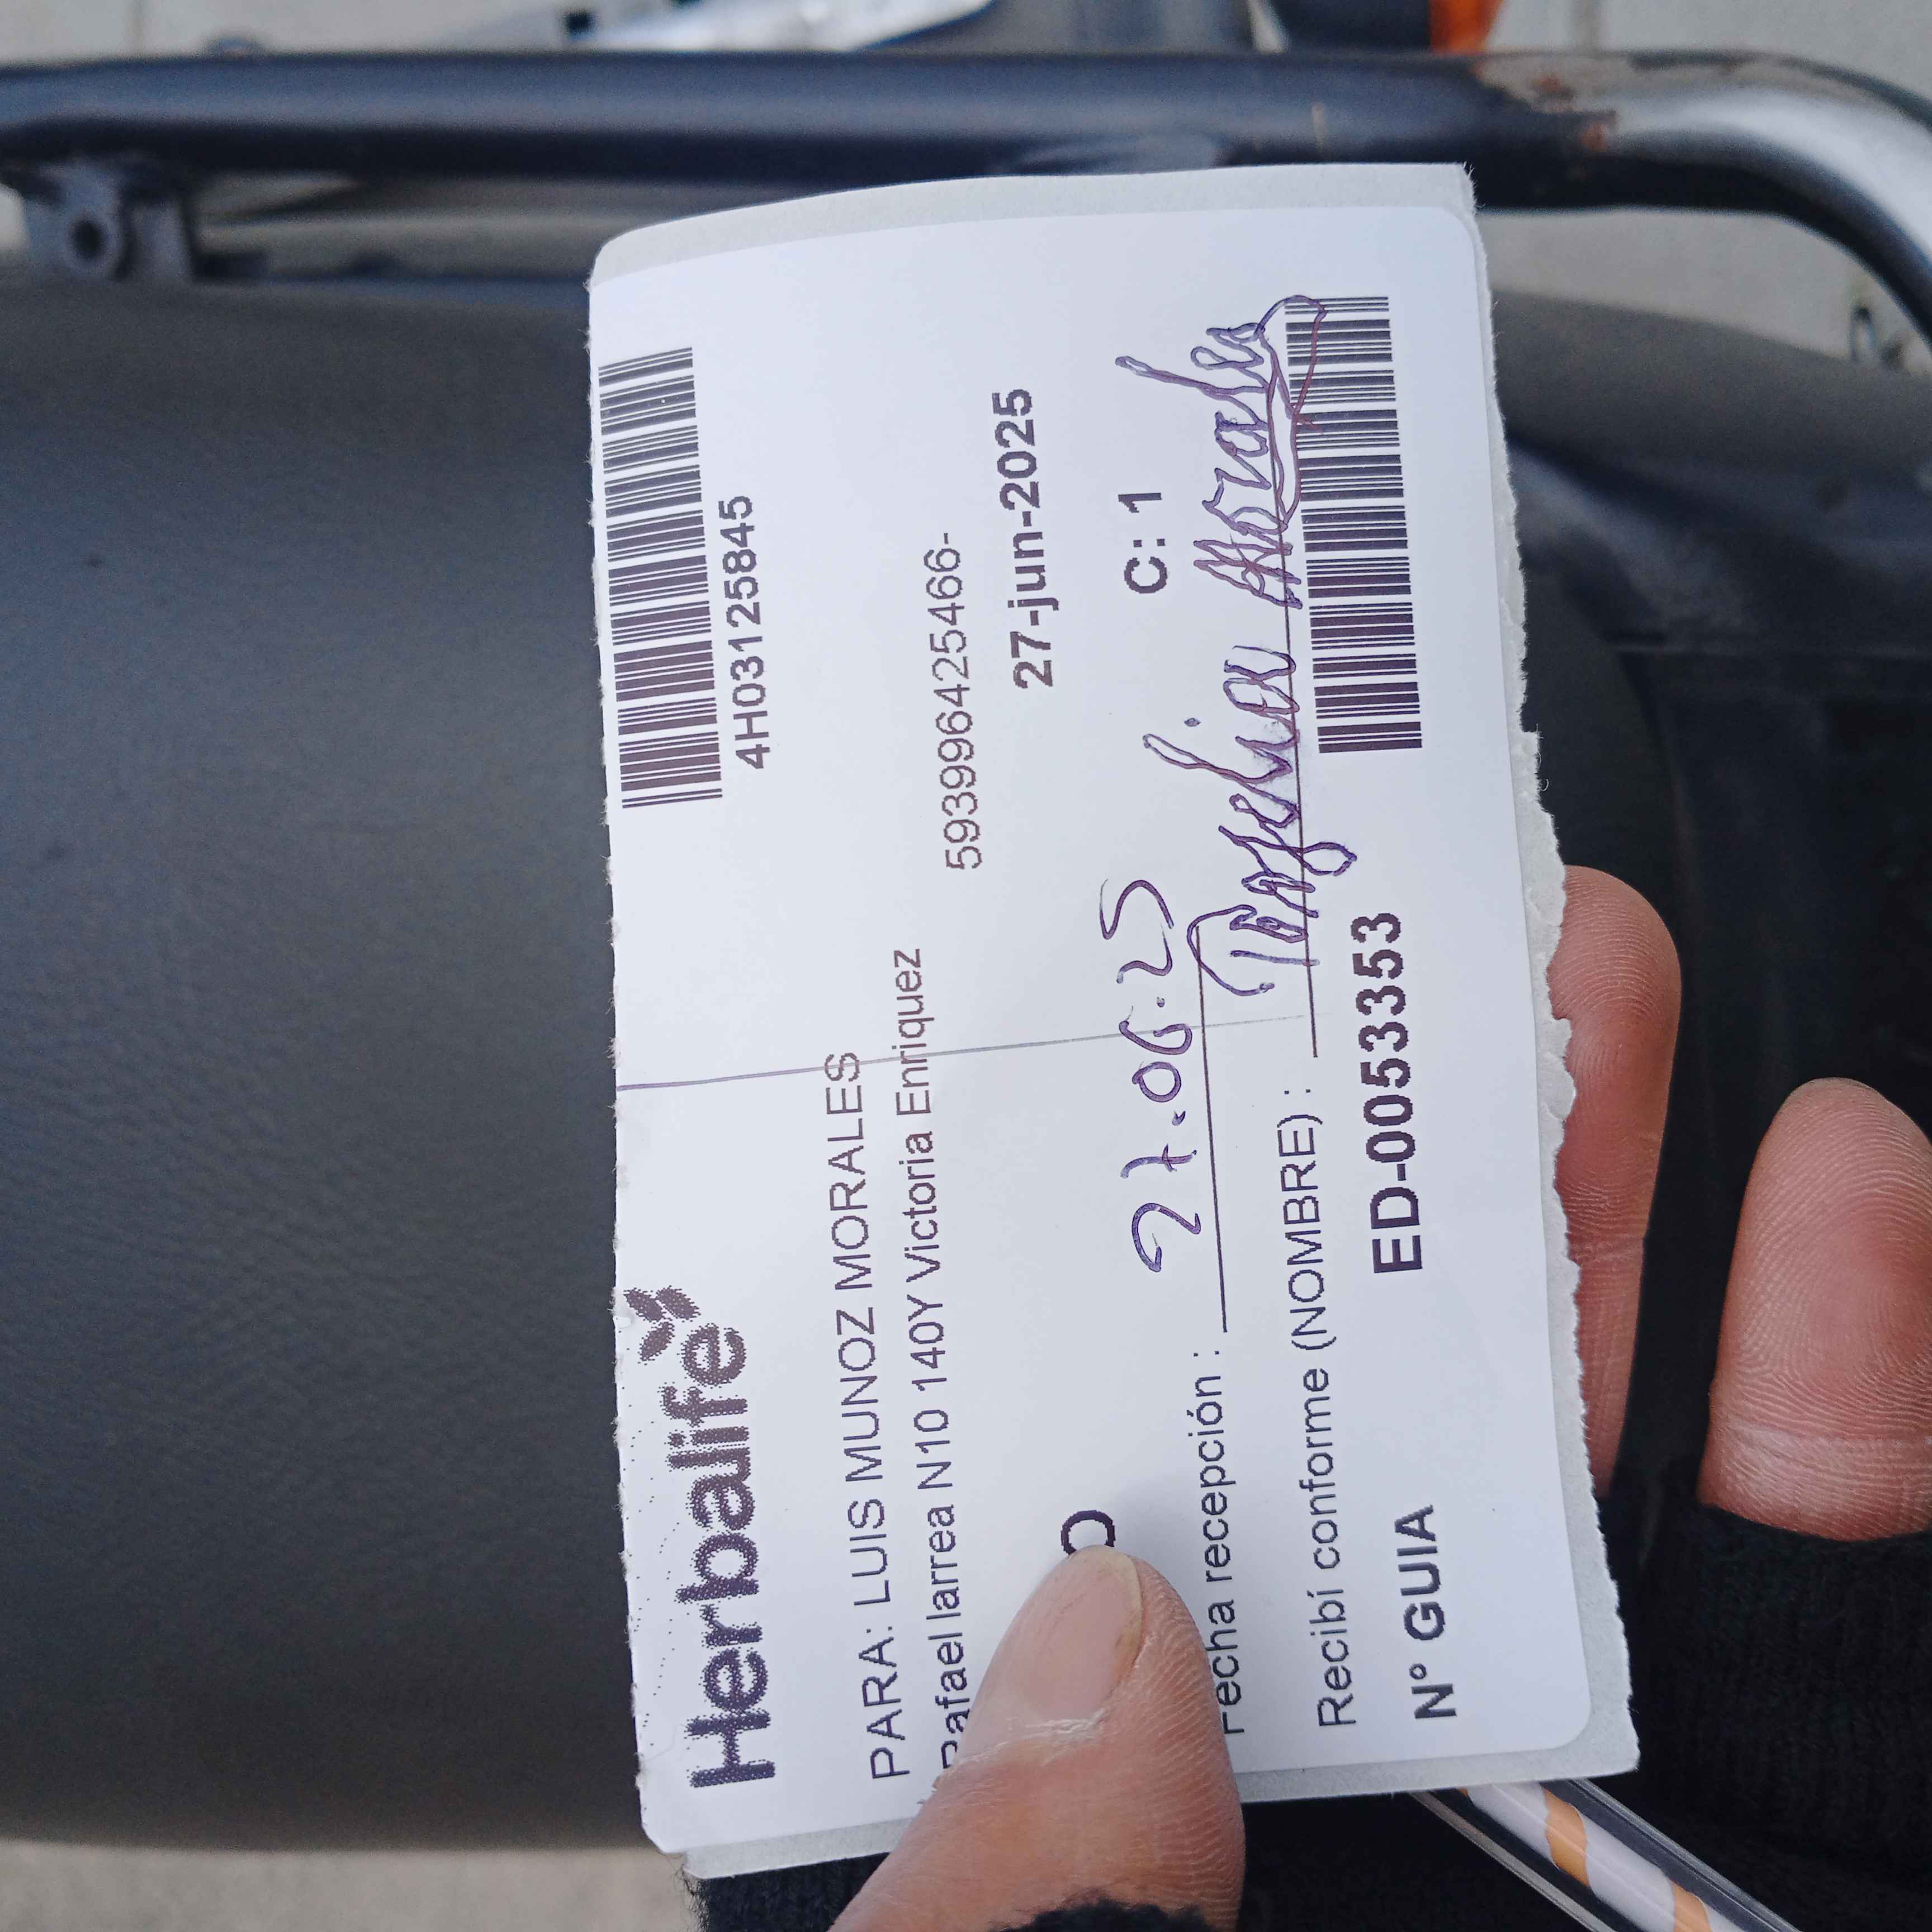 Herbalife
4H03125845
PARA: LUIS MUNOZ MORALES
Rafael larrea N10 140Y Victoria Enriquez
593996425466-
27-jun-2025
O
C: 1
Fecha recepción : 27.06.25
Recibí conforme (NOMBRE) : Morales
N° GUIA ED-0053353